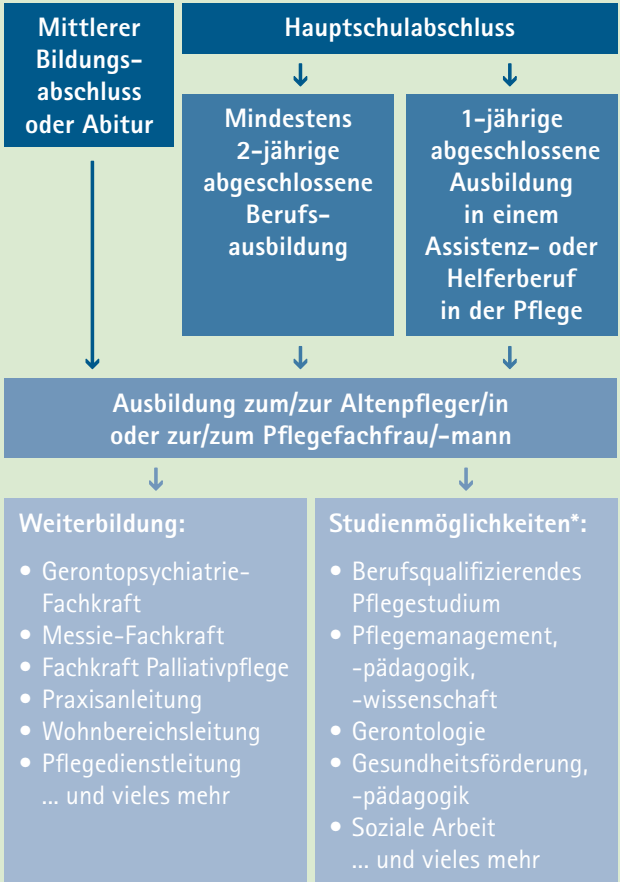 Mittlerer
Bildungs-
abschluss
oder Abitur
Hauptschulabschluss
Mindestens
2-jährige
abgeschlossene
Berufs-
ausbildung
1-jährige
abgeschlossene
Ausbildung
in einem
Assistenz- oder
Helferberuf
in der Pflege
Ausbildung zum/zur Altenpfleger/in
oder zur/zum Pflegefachfrau/-mann
Weiterbildung:
• Gerontopsychiatrie-
Fachkraft
• Messie-Fachkraft
• Fachkraft Palliativpflege
• Praxisanleitung
• Wohnbereichsleitung
• Pflegedienstleitung
... und vieles mehr
Studienmöglichkeiten*:
• Berufsqualifizierendes
Pflegestudium
• Pflegemanagement,
-pädagogik,
-wissenschaft
• Gerontologie
• Gesundheitsförderung,
-pädagogik
• Soziale Arbeit
... und vieles mehr